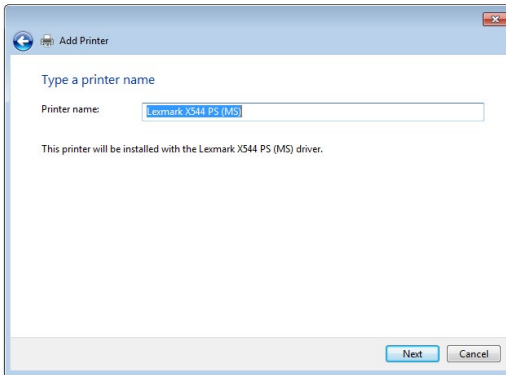 Add Printer
Type a printer name
Printer name: Lexmark X544 PS (MS)
This printer will be installed with the Lexmark X544 PS (MS) driver.
Next Cancel